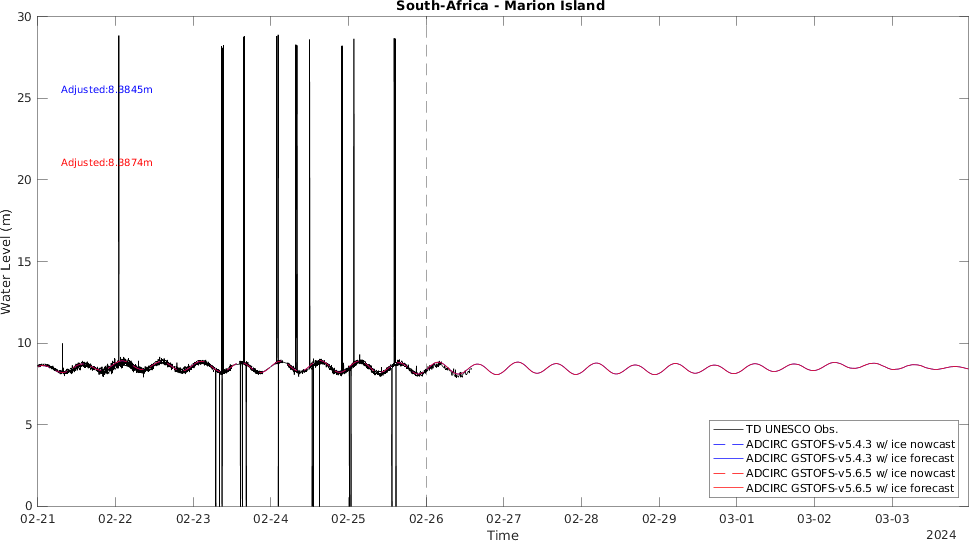 South-Africa - Marion Island
30
25
20
15
10
5
0
Water Level (m)
Adjusted:8.3845m
Adjusted:8.3874m
TD UNESCO Obs.
ADCIRC GSTOFS-v5.4.3 w/ ice nowcast
ADCIRC GSTOFS-v5.4.3 w/ ice forecast
ADCIRC GSTOFS-v5.6.5 w/ ice nowcast
ADCIRC GSTOFS-v5.6.5 w/ ice forecast
02-21 02-22 02-23 02-24 02-25 02-26 02-27 02-28 02-29 03-01 03-02 03-03
Time
2024